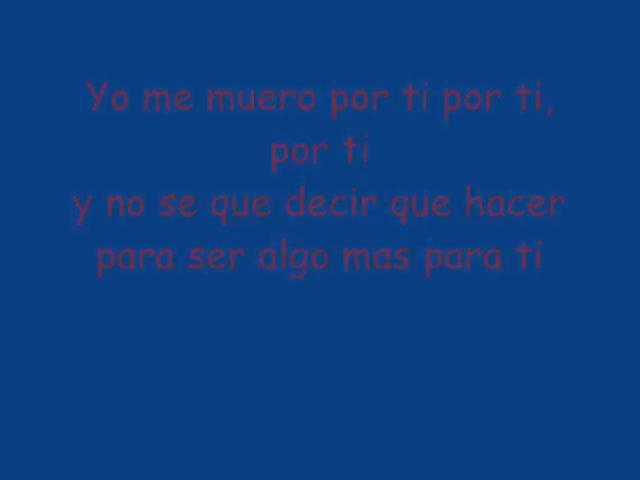 Yo me muero por ti por ti,
por ti
y no se que decir que hacer
para ser algo mas para ti